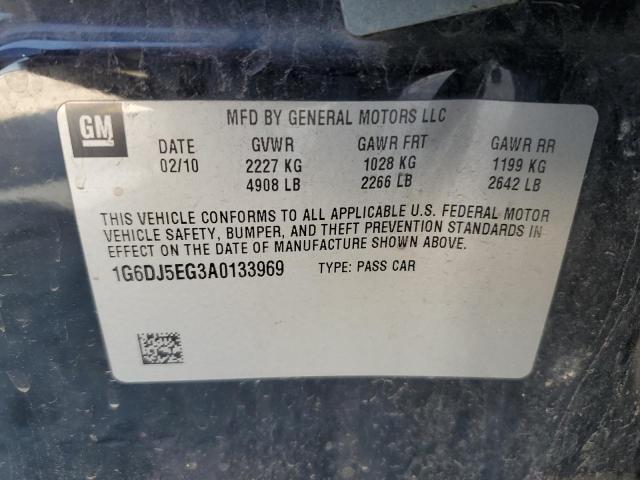 GM
MFD BY GENERAL MOTORS LLC
DATE GVWR GAWR FRT GAWR RR
02/10 2227 KG 1028 KG 1199 KG
4908 LB 2266 LB 2642 LB
THIS VEHICLE CONFORMS TO ALL APPLICABLE U.S. FEDERAL MOTOR
VEHICLE SAFETY, BUMPER, AND THEFT PREVENTION STANDARDS IN
EFFECT ON THE DATE OF MANUFACTURE SHOWN ABOVE.
1G6DJ5EG3A0133969 TYPE: PASS CAR